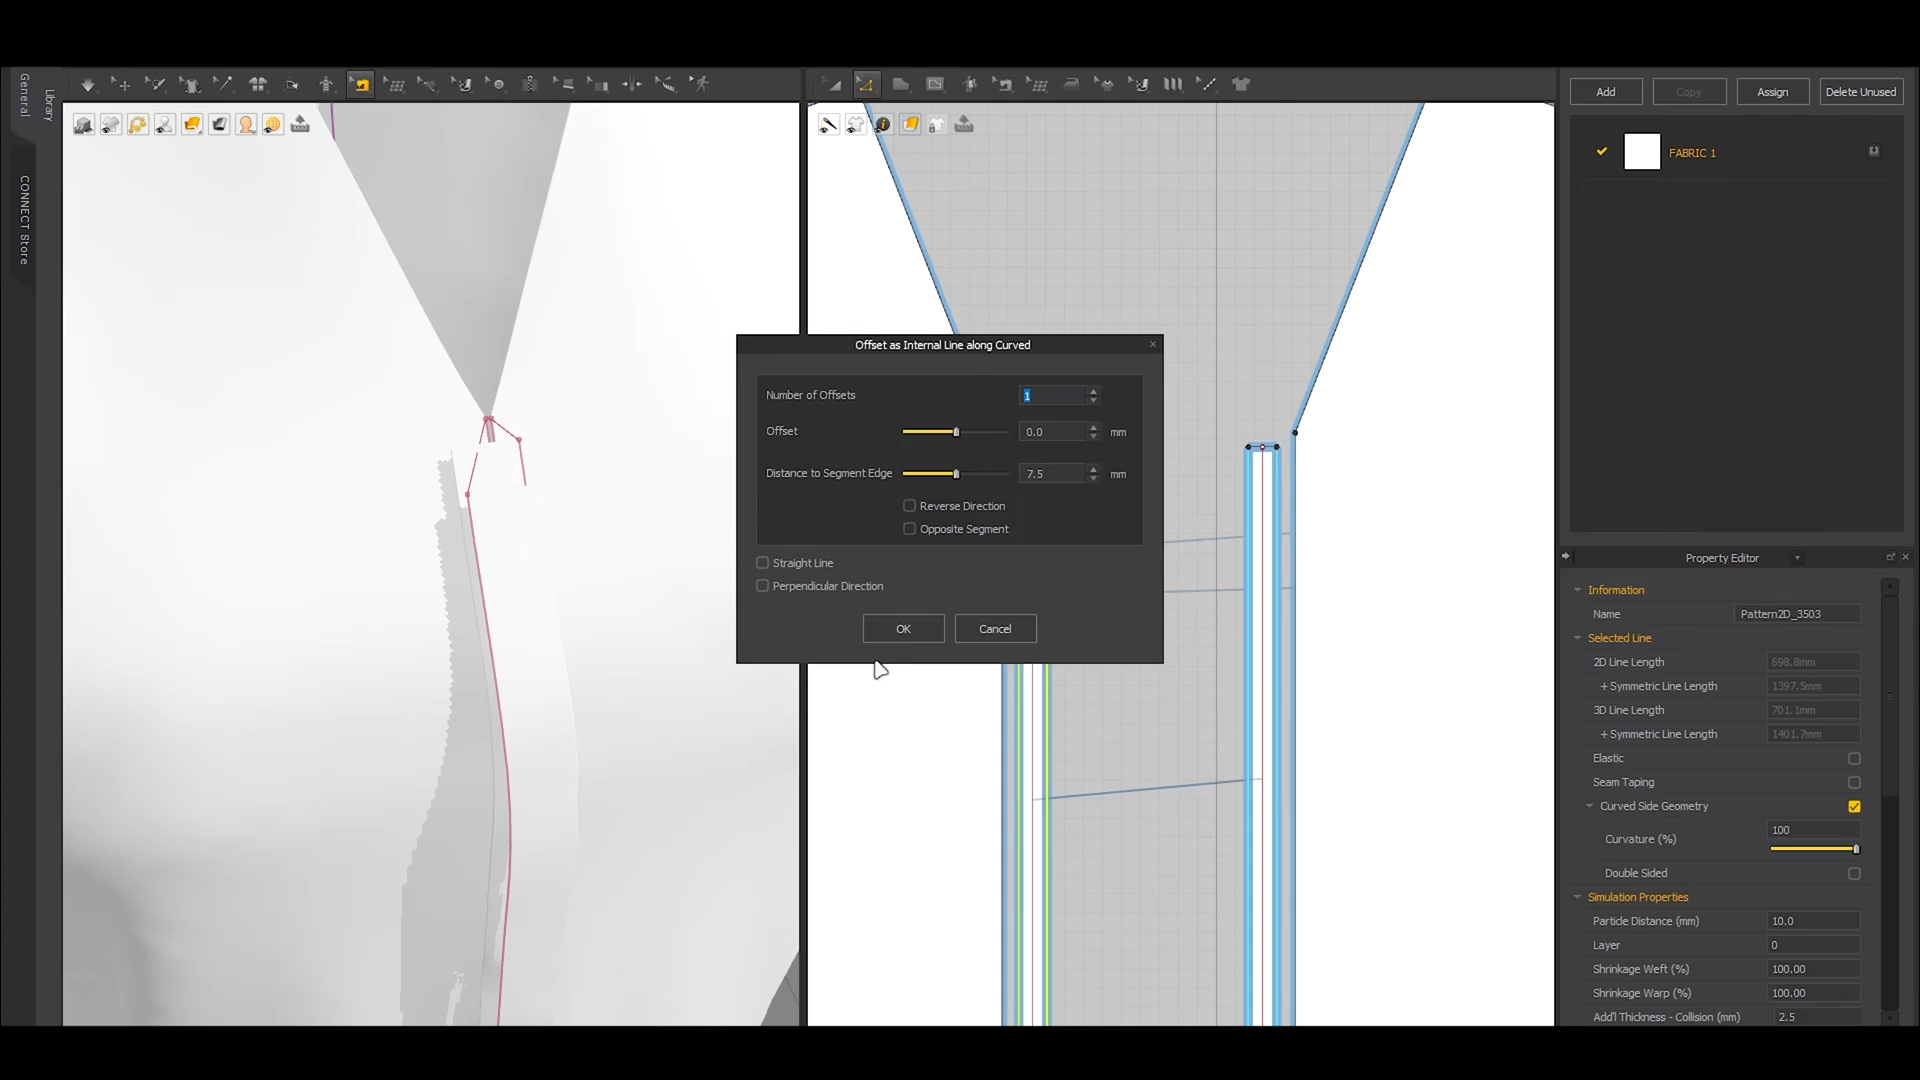 General
Library
CONNECT Store
Offset as Internal Line along Curved
Number of Offsets 1
Offset 0.0 mm
Distance to Segment Edge 7.5 mm
Reverse Direction
Opposite Segment
Straight Line
Perpendicular Direction
OK Cancel
Add Copy Assign Delete Unused
FABRIC 1
Property Editor
Information
Name Pattern2D_3503
Selected Line
2D Line Length 698.8mm
+ Symmetric Line Length 1397.5mm
3D Line Length 701.1mm
+ Symmetric Line Length 1401.7mm
Elastic
Seam Taping
Curved Side Geometry
Curvature (%) 100
Double Sided
Simulation Properties
Particle Distance (mm) 10.0
Layer 0
Shrinkage Weft (%) 100.00
Shrinkage Warp (%) 100.00
Add'l Thickness - Collision (mm) 2.5